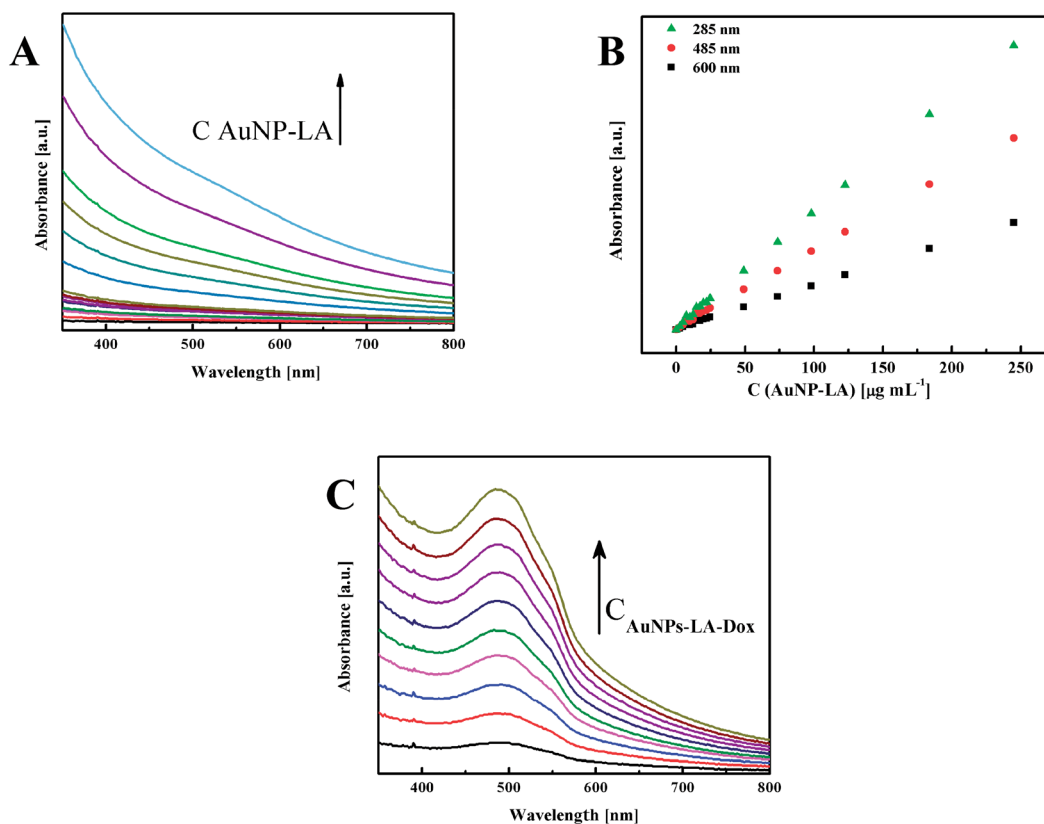 A
C AuNP-LA
Absorbance [a.u.]
400 500 600 700 800
Wavelength [nm]
B
285 nm
485 nm
600 nm
Absorbance [a.u.]
0 50 100 150 200 250
C (AuNP-LA) [μg mL⁻¹]
C
C AuNPs-LA-Dox
Absorbance [a.u.]
400 500 600 700 800
Wavelength [nm]